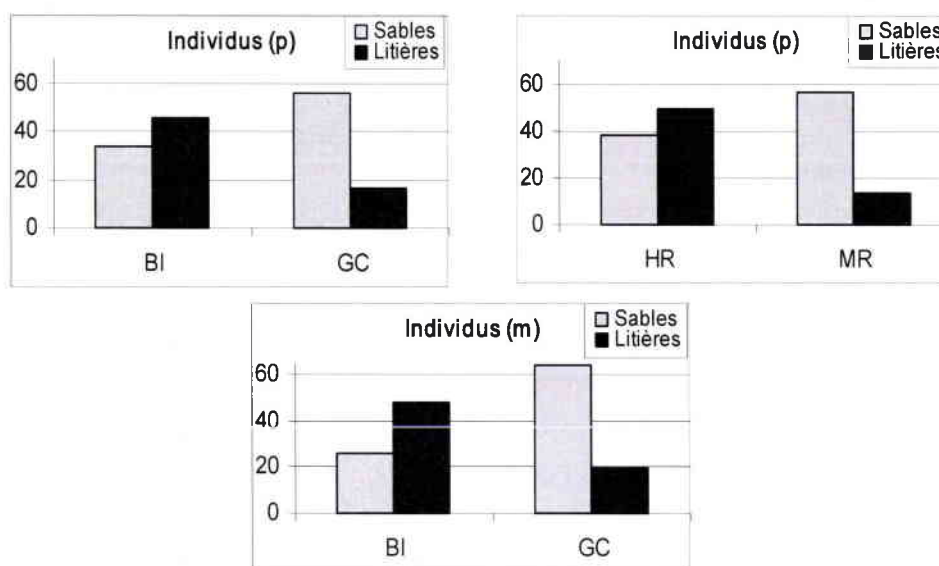 Individus (p)
Sables
Litières
60
40
20
0
BI
GC
Individus (p)
Sables
Litières
60
40
20
0
HR
MR
Individus (m)
Sables
Litières
60
40
20
0
BI
GC